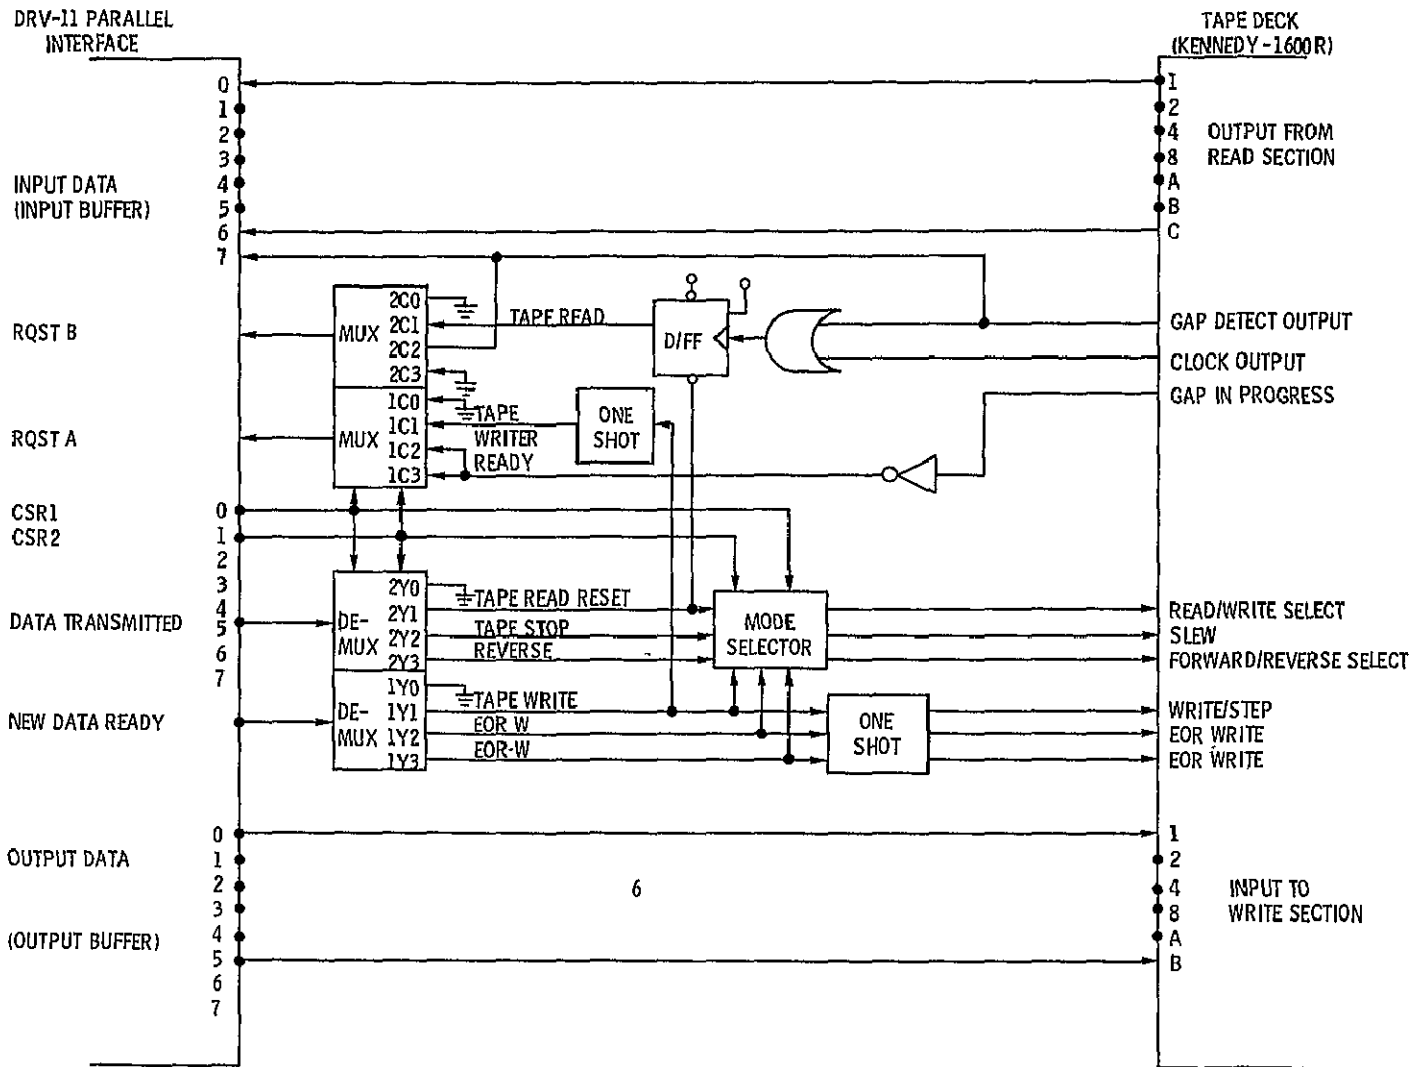 DRV-11 PARALLEL
INTERFACE
TAPE DECK
(KENNEDY-1600R)
0
1
2
3
4
5
6
7
INPUT DATA
(INPUT BUFFER)
I
2
4
8
A
B
C
OUTPUT FROM
READ SECTION
RQST B
MUX
2C0
2C1
2C2
2C3
TAPE READ
D/FF
GAP DETECT OUTPUT
CLOCK OUTPUT
GAP IN PROGRESS
RQST A
MUX
1C0
1C1
1C2
1C3
TAPE
WRITER
READY
ONE
SHOT
CSR1
CSR2
0
1
2
3
4
5
6
7
DATA TRANSMITTED
DE-
MUX
2Y0
2Y1
2Y2
2Y3
TAPE READ RESET
TAPE STOP
REVERSE
MODE
SELECTOR
READ/WRITE SELECT
SLEW
FORWARD/REVERSE SELECT
NEW DATA READY
DE-
MUX
1Y0
1Y1
1Y2
1Y3
TAPE WRITE
EOR W
EOR-W
ONE
SHOT
WRITE/STEP
EOR WRITE
EOR WRITE
OUTPUT DATA
(OUTPUT BUFFER)
0
1
2
3
4
5
6
7
6
1
2
4
8
A
B
INPUT TO
WRITE SECTION